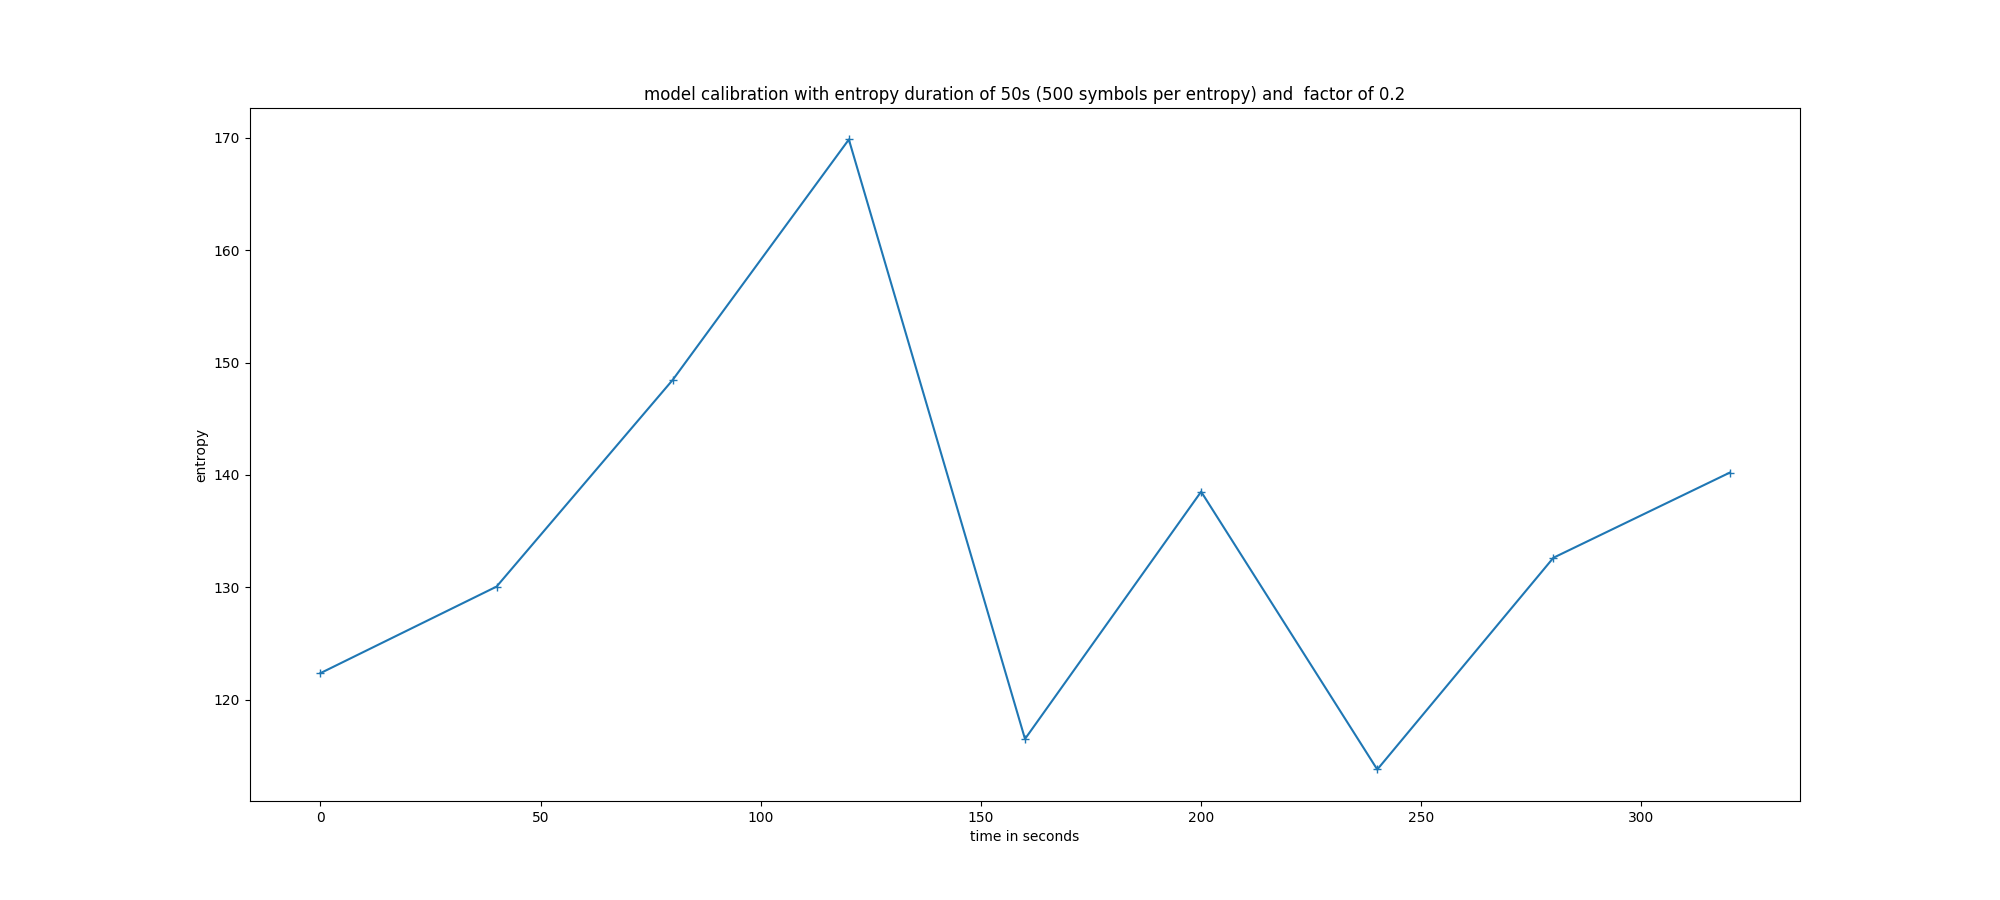 model calibration with entropy duration of 50s (500 symbols per entropy) and  factor of 0.2
170
160
150
140
130
120
entropy
0 50 100 150 200 250 300
time in seconds